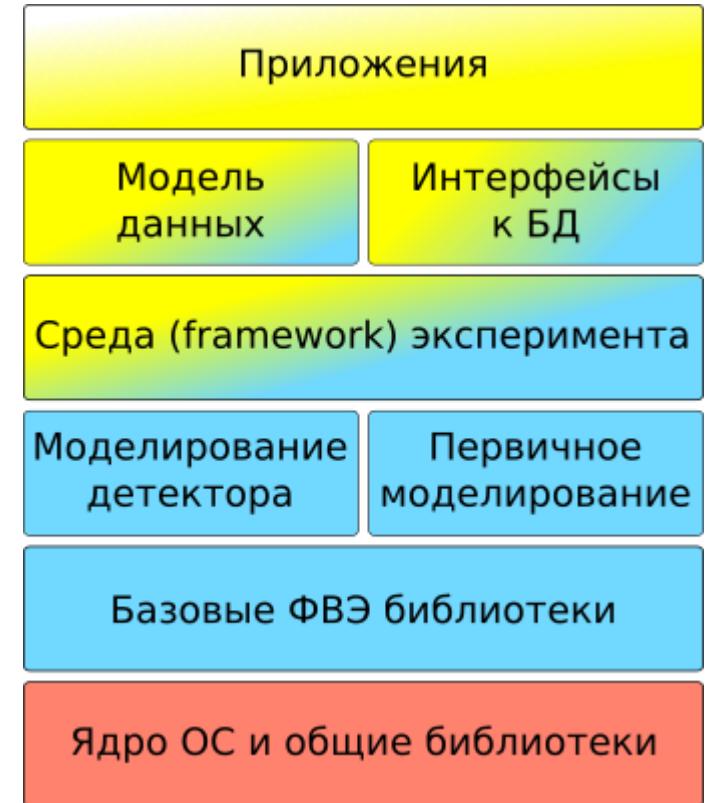 Приложения
Модель
данных
Интерфейсы
к БД
Среда (framework) эксперимента
Моделирование
детектора
Первичное
моделирование
Базовые ФВЭ библиотеки
Ядро ОС и общие библиотеки